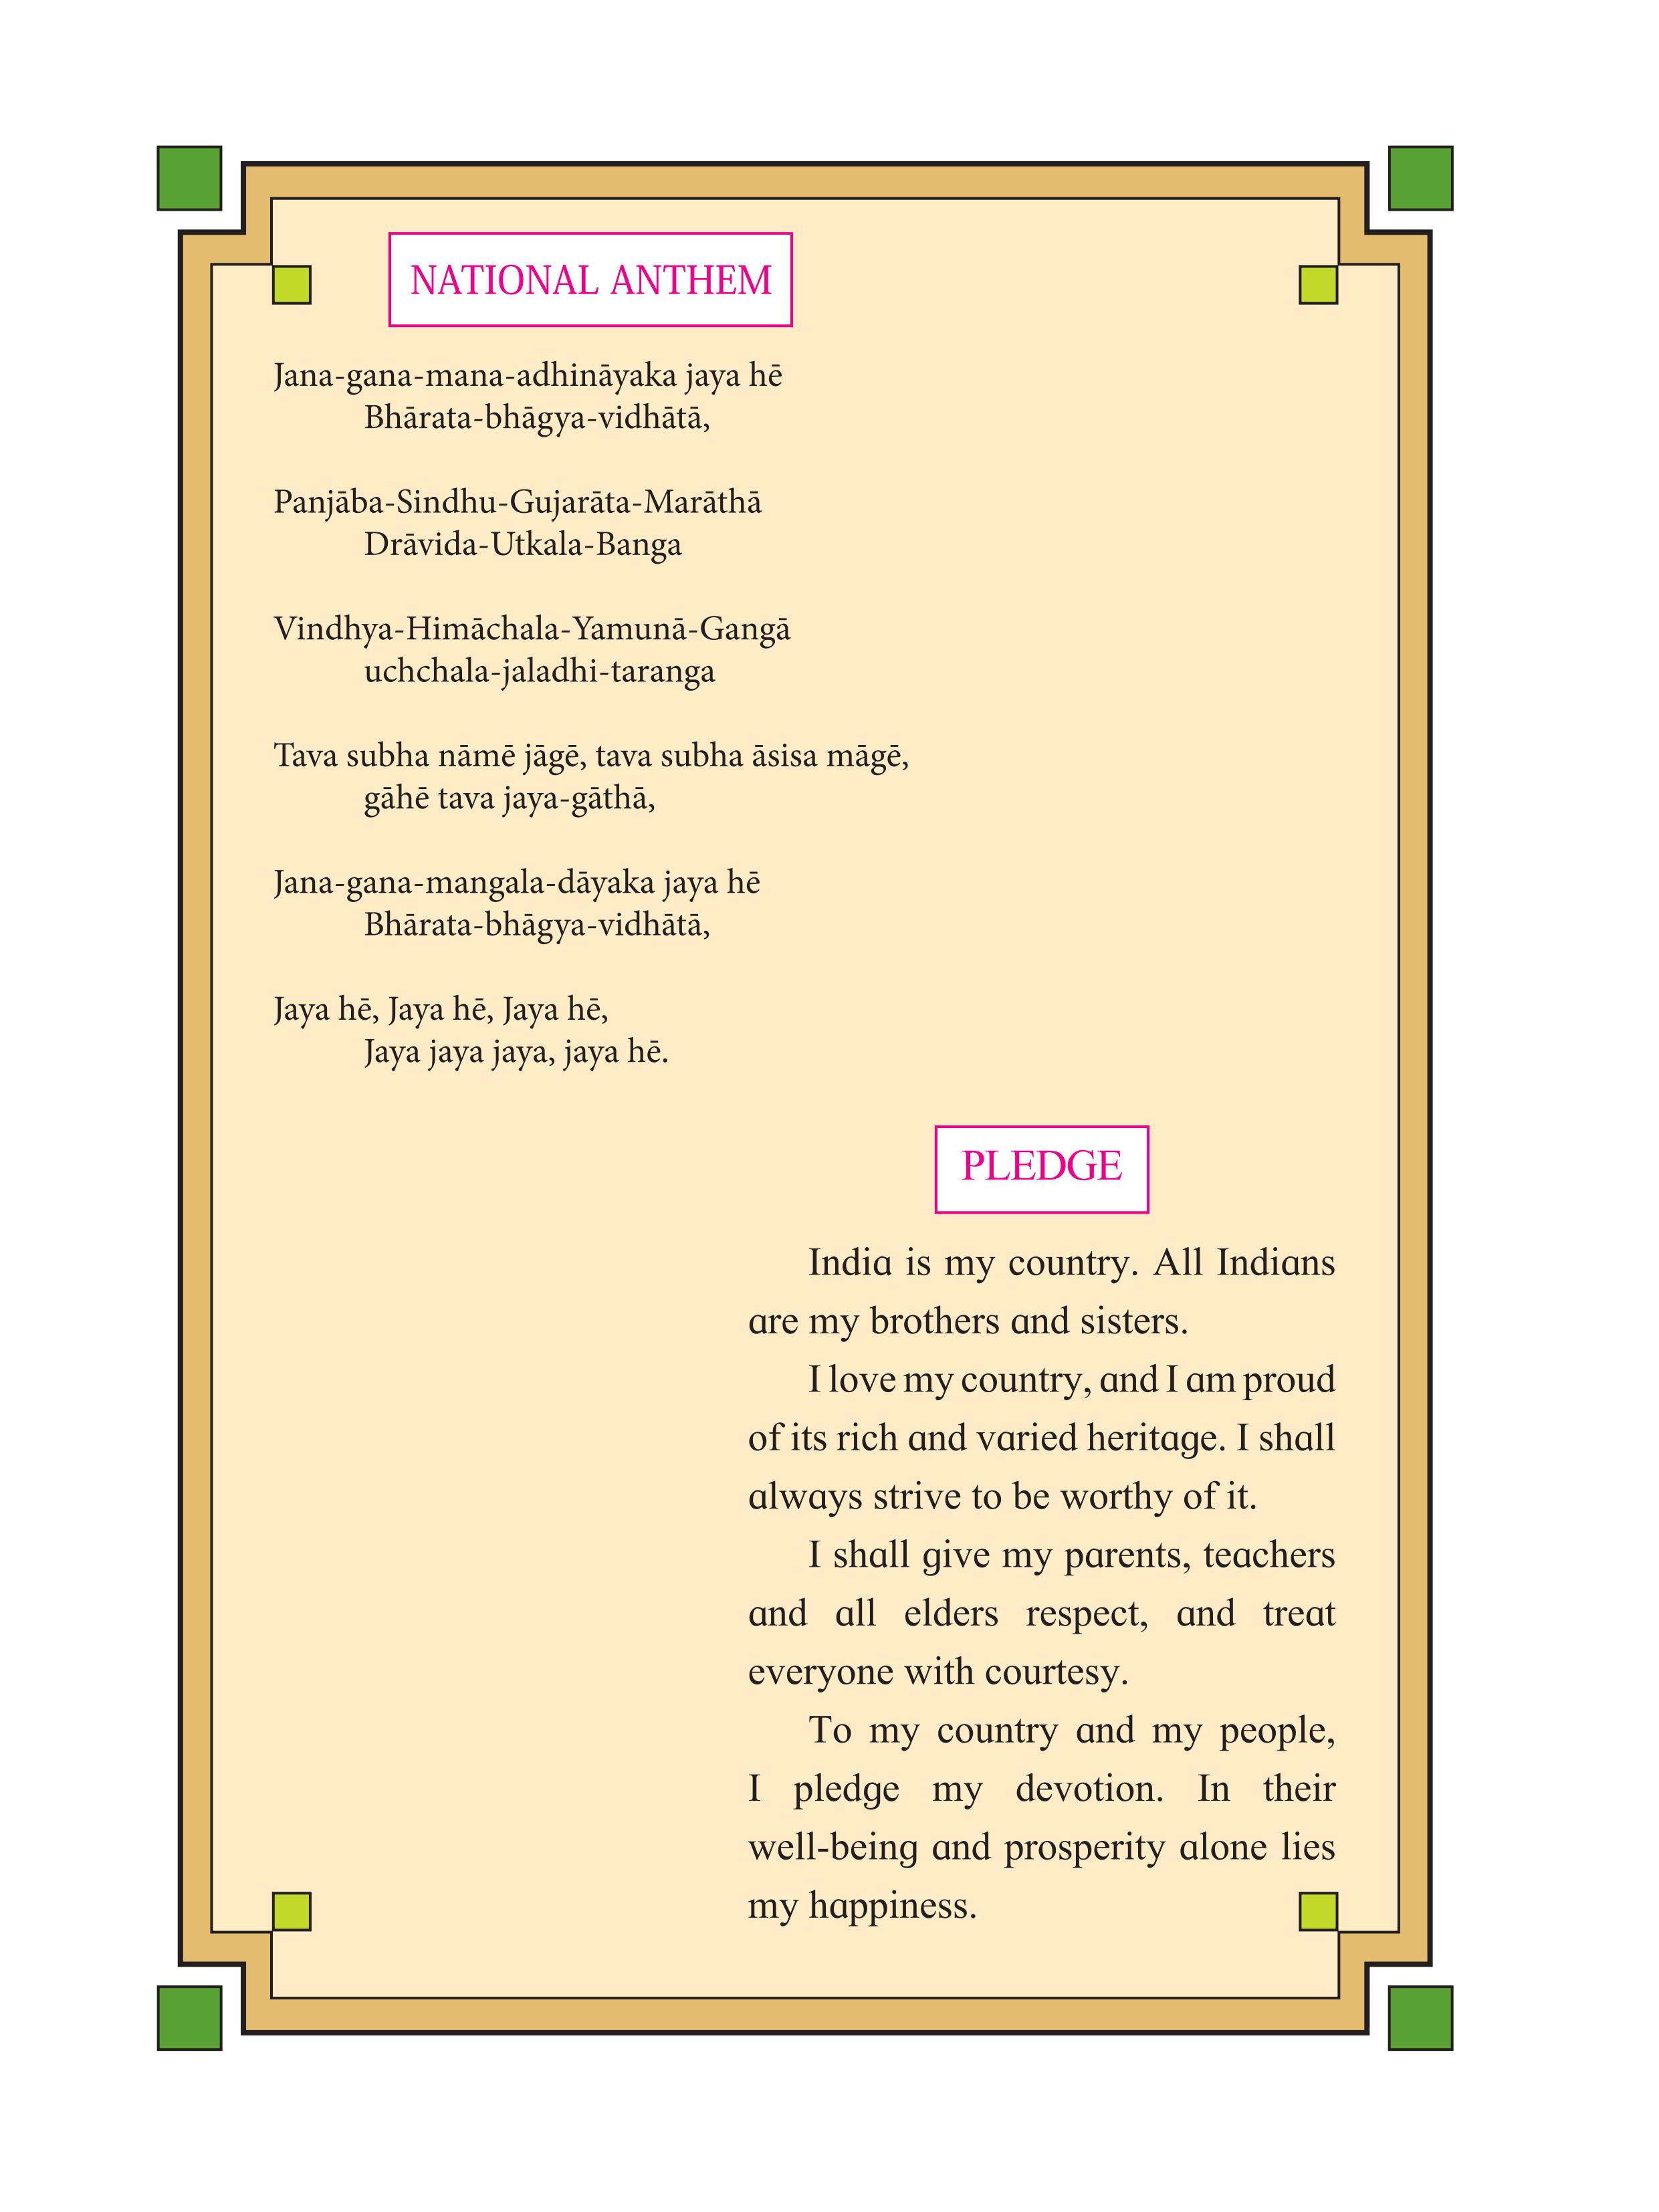 NATIONAL ANTHEM
Jana-gana-mana-adhināyaka jaya hē
Bhārata-bhāgya-vidhātā,
Panjāba-Sindhu-Gujarāta-Marāthā
Drāvida-Utkala-Banga
Vindhya-Himāchala-Yamunā-Gangā
uchchala-jaladhi-taranga
Tava subha nāmē jāgē, tava subha āsisa māgē,
gāhē tava jaya-gāthā,
Jana-gana-mangala-dāyaka jaya hē
Bhārata-bhāgya-vidhātā,
Jaya hē, Jaya hē, Jaya hē,
Jaya jaya jaya, jaya hē.
PLEDGE
India is my country. All Indians
are my brothers and sisters.
I love my country, and I am proud
of its rich and varied heritage. I shall
always strive to be worthy of it.
I shall give my parents, teachers
and all elders respect, and treat
everyone with courtesy.
To my country and my people,
I pledge my devotion. In their
well-being and prosperity alone lies
my happiness.